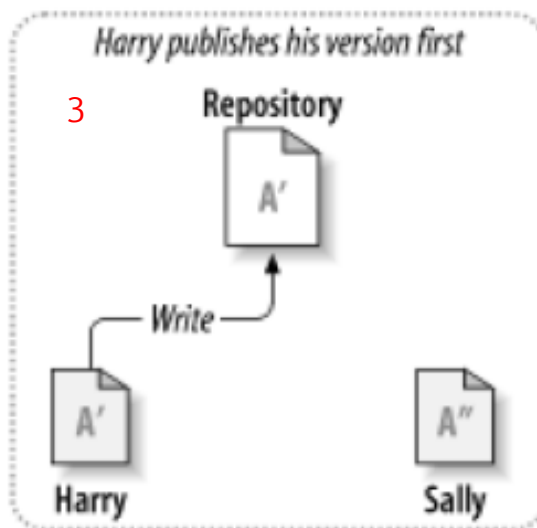 Harry publishes his version first
3
Repository
A'
Write
A'
A"
Harry
Sally